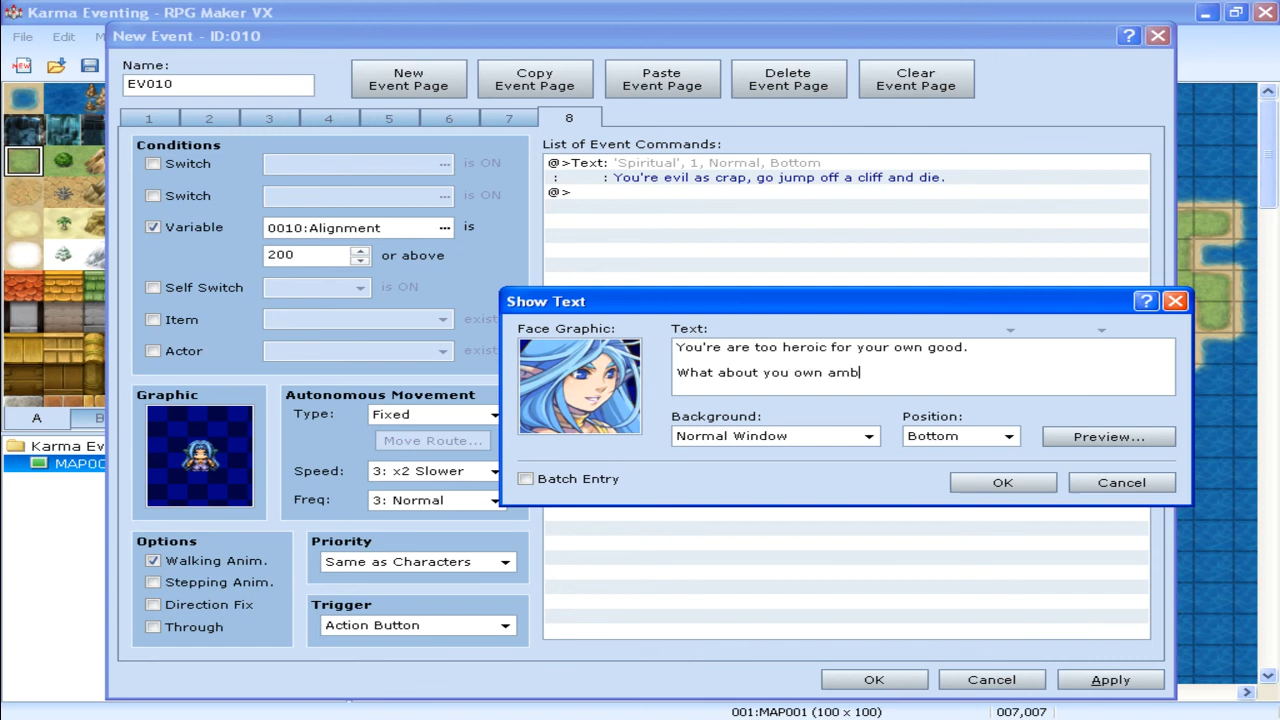 Karma Eventing - RPG Maker VX
File Edit M
New Event - ID:010
NEW
Name:
EV010
New
Event Page
Copy
Event Page
Paste
Event Page
Delete
Event Page
Clear
Event Page
1 2 3 4 5 6 7 8
Conditions
Switch ... is ON
Switch ... is ON
Variable 0010:Alignment ... is
200 or above
Self Switch is ON
Item exist
Actor exist
List of Event Commands:
@>Text: 'Spiritual', 1, Normal, Bottom
: : You're evil as crap, go jump off a cliff and die.
@>
Show Text
Face Graphic:
Text:
You're are too heroic for your own good.
What about you own amb
Background:
Normal Window
Position:
Bottom
Preview...
Batch Entry
OK
Cancel
Graphic
Autonomous Movement
Type: Fixed
Move Route...
Speed: 3: x2 Slower
Freq: 3: Normal
A B
Karma Ev
MAP00
Options
Walking Anim.
Stepping Anim.
Direction Fix
Through
Priority
Same as Characters
Trigger
Action Button
OK
Cancel
Apply
001:MAP001 (100 x 100)
007,007